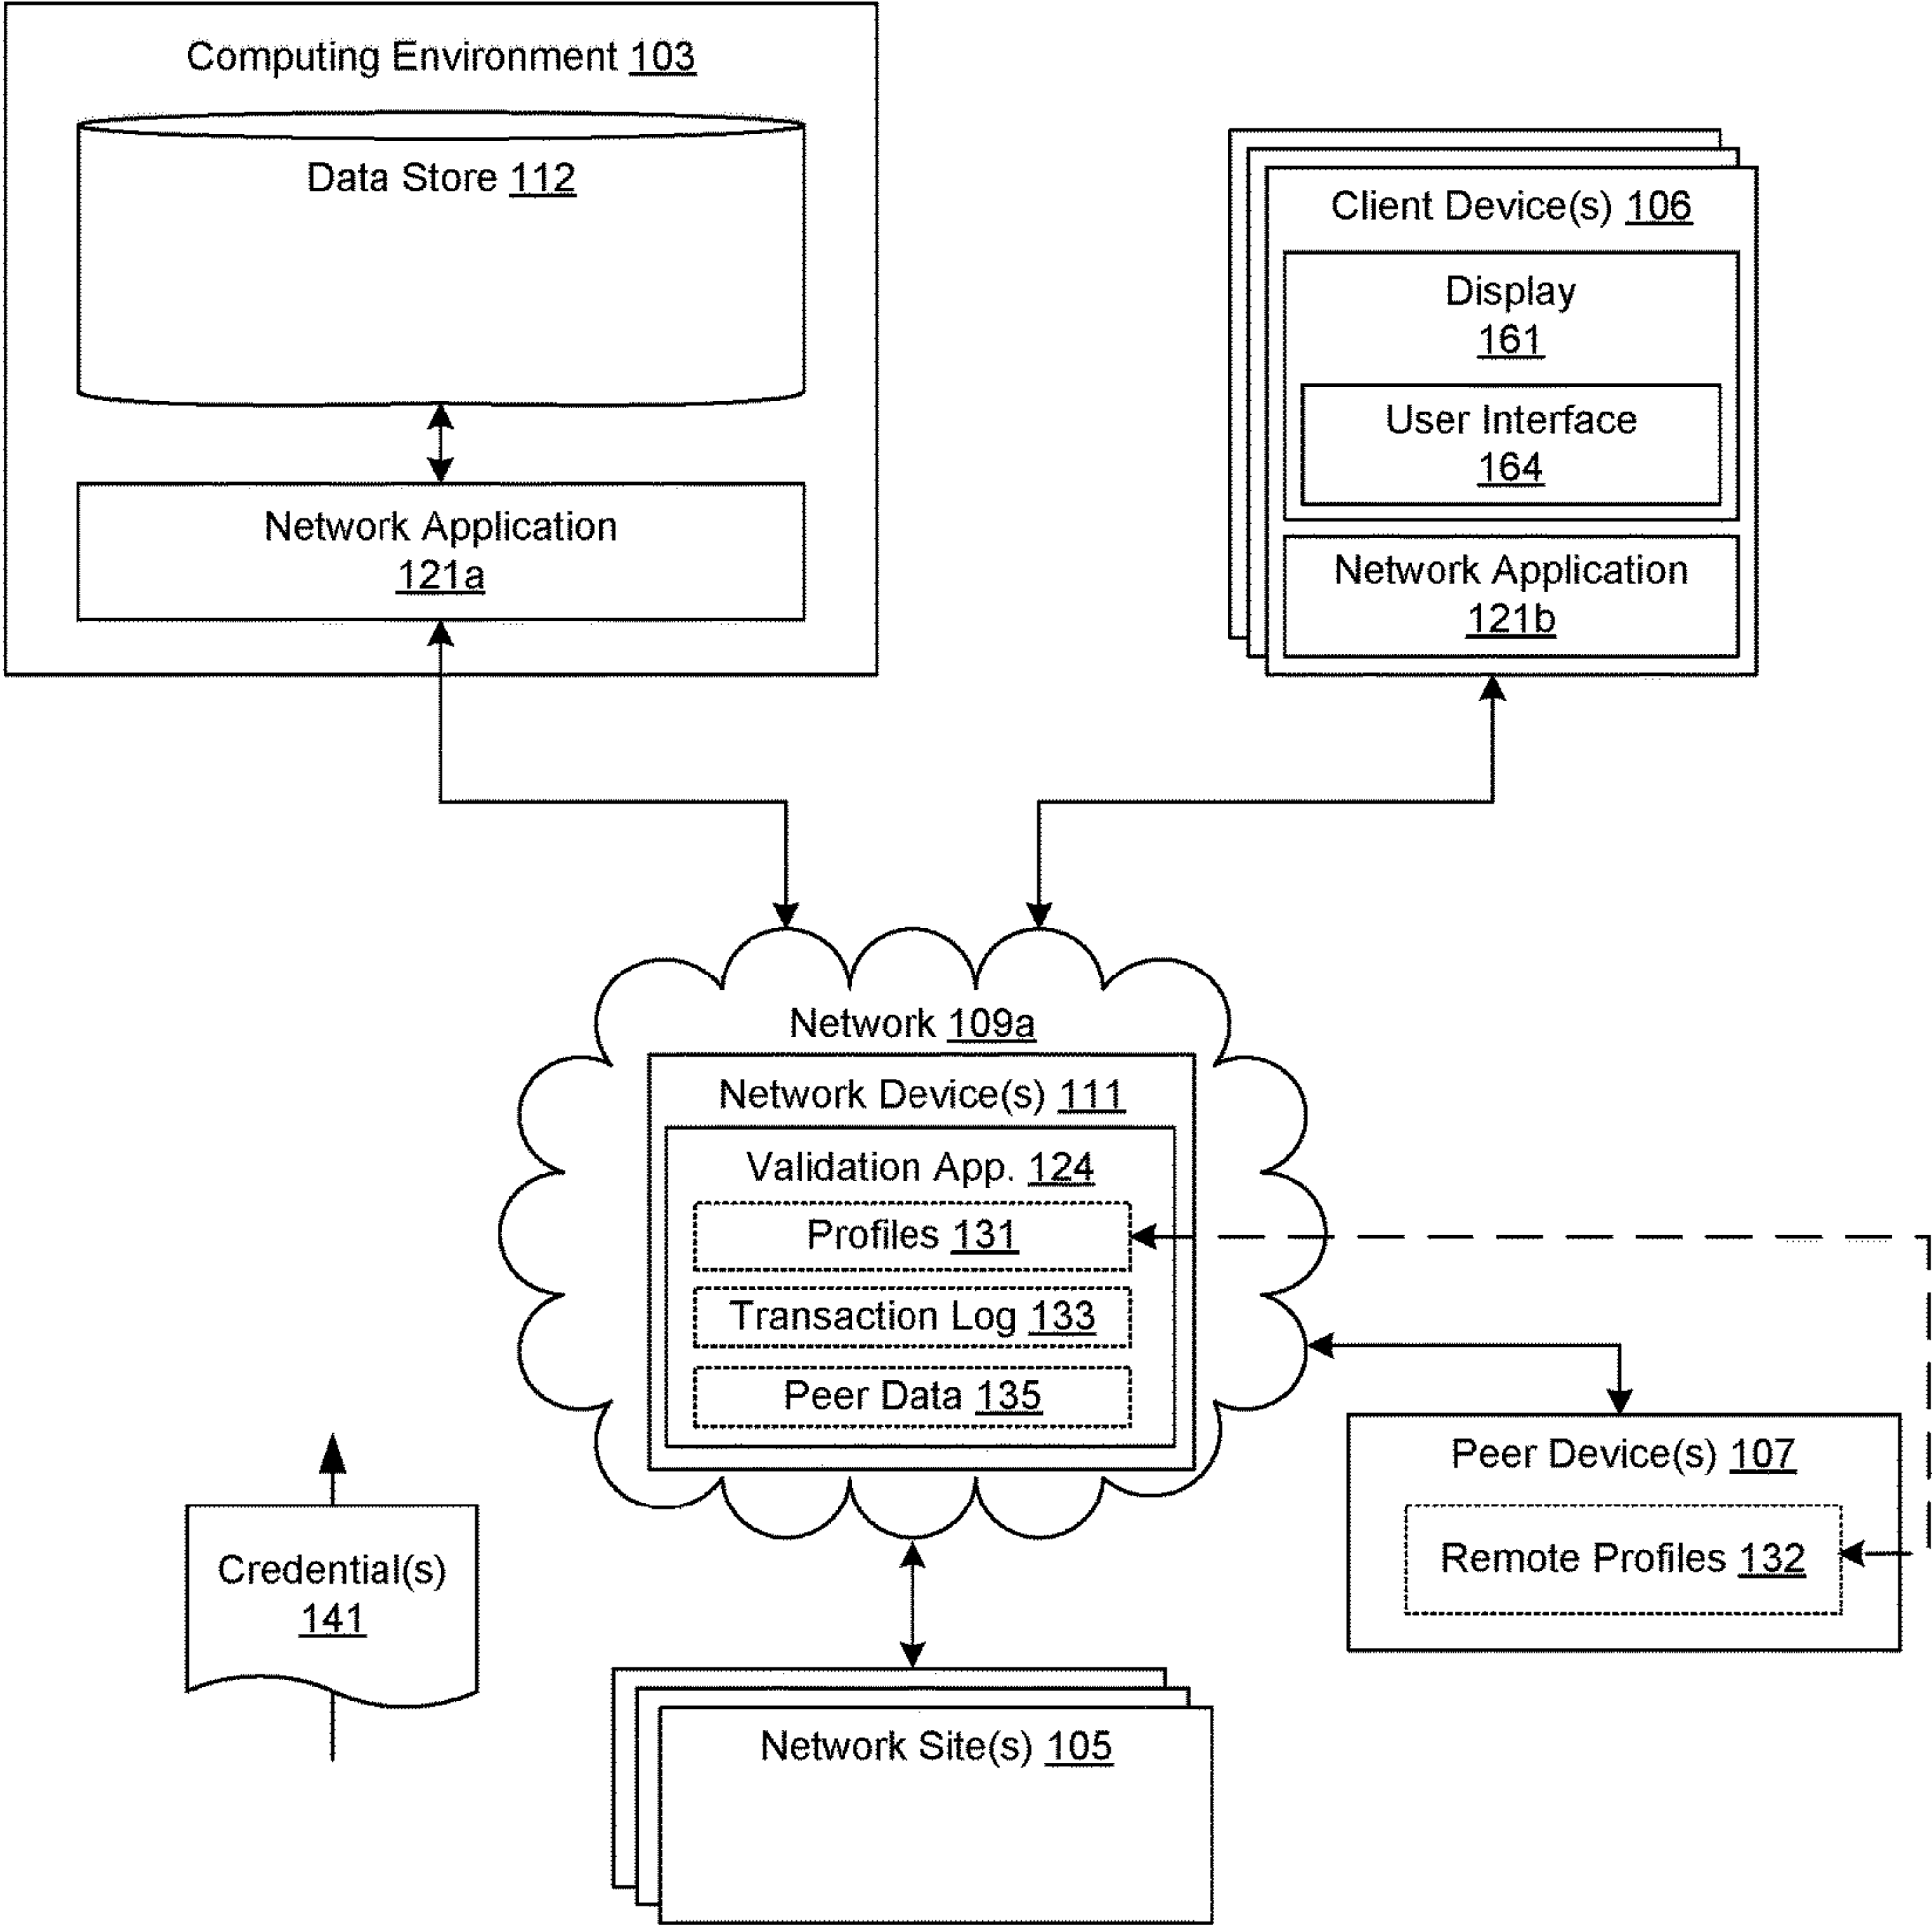 Computing Environment 103
Data Store 112
Network Application
121a
Client Device(s) 106
Display
161
User Interface
164
Network Application
121b
Network 109a
Network Device(s) 111
Validation App. 124
Profiles 131
Transaction Log 133
Peer Data 135
Peer Device(s) 107
Remote Profiles 132
Credential(s)
141
Network Site(s) 105